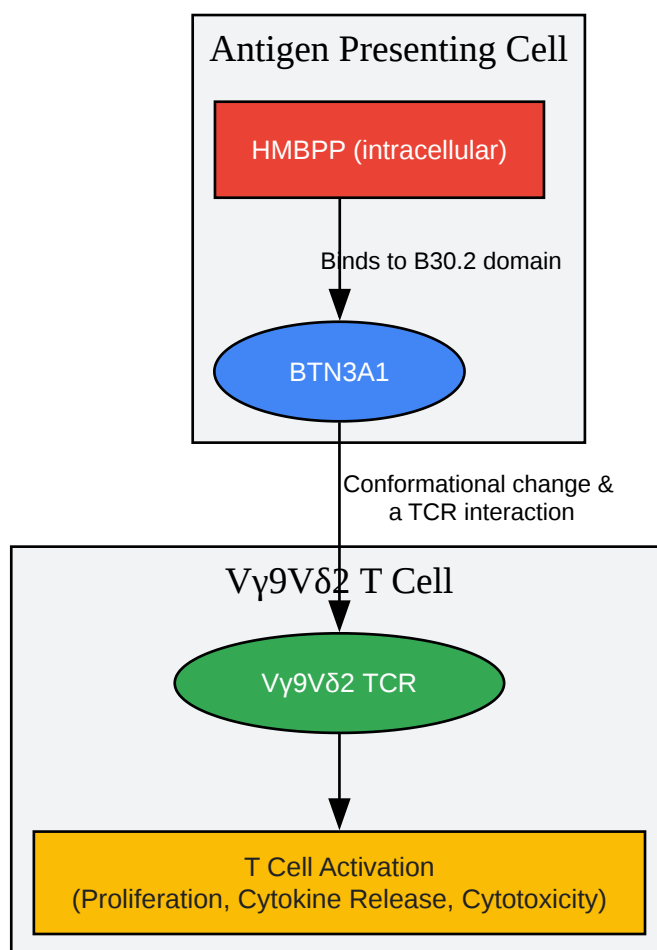 Antigen Presenting Cell
HMBPP (intracellular)
Binds to B30.2 domain
BTN3A1
Conformational change &
a TCR interaction
Vγ9Vδ2 T Cell
Vγ9Vδ2 TCR
T Cell Activation
(Proliferation, Cytokine Release, Cytotoxicity)